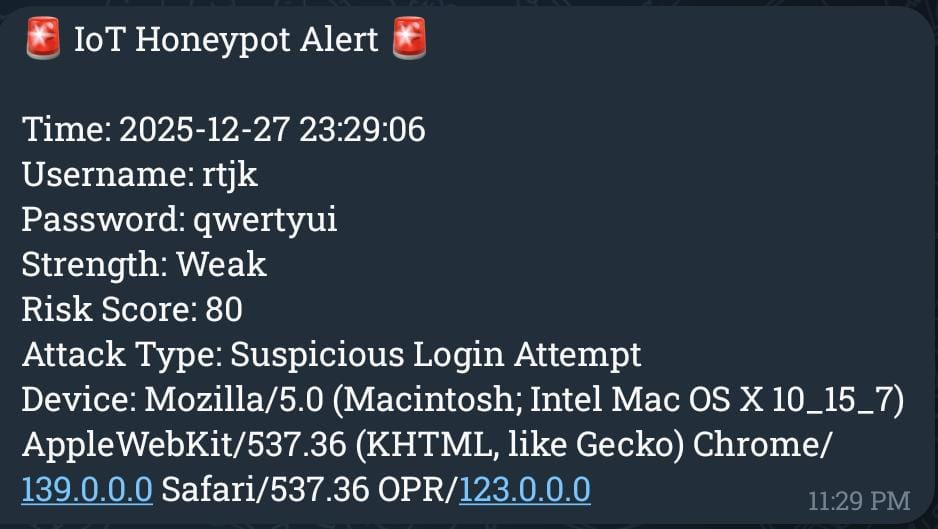 🚨 IoT Honeypot Alert 🚨
Time: 2025-12-27 23:29:06
Username: rtjk
Password: qwertyui
Strength: Weak
Risk Score: 80
Attack Type: Suspicious Login Attempt
Device: Mozilla/5.0 (Macintosh; Intel Mac OS X 10_15_7)
AppleWebKit/537.36 (KHTML, like Gecko) Chrome/
139.0.0.0 Safari/537.36 OPR/123.0.0.0
11:29 PM